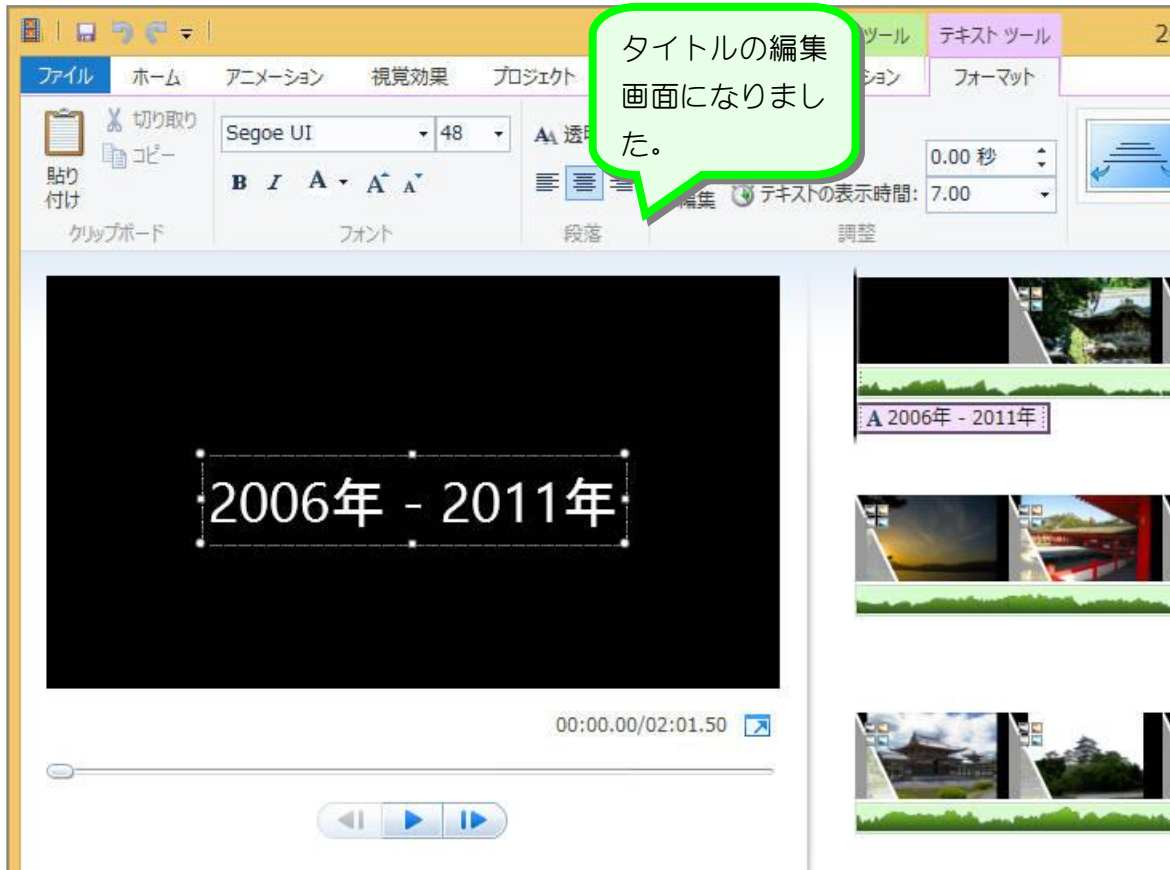 ツール
テキスト ツール
2
ファイル
ホーム
アニメーション
視覚効果
プロジェクト
ション
フォーマット
タイトルの編集
画面になりまし
た。
貼り
付け
切り取り
コピー
クリップボード
Segoe UI
48
B I A A A
フォント
A 透明
段落
編集
0.00 秒
テキストの表示時間:
7.00
調整
2006年 - 2011年
00:00.00/02:01.50
A 2006年 - 2011年